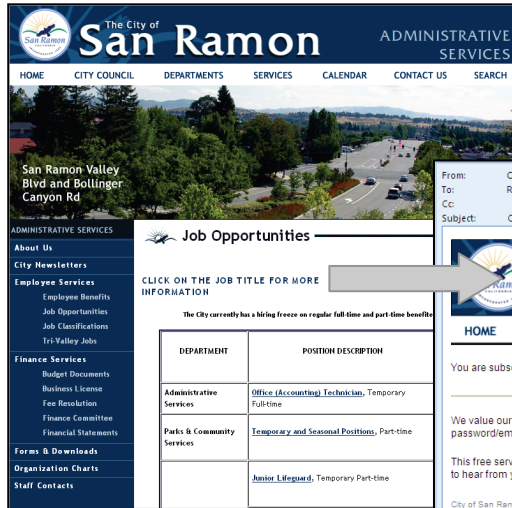 The City of
San Ramon
San Ramon
CALIFORNIA
ADMINISTRATIVE
SERVICES
HOME CITY COUNCIL DEPARTMENTS SERVICES CALENDAR CONTACT US SEARCH
San Ramon Valley
Blvd and Bollinger
Canyon Rd
From:
To:
Cc:
Subject:
ADMINISTRATIVE SERVICES
About Us
City Newsletters
Employee Services
Employee Benefits
Job Opportunities
Job Classifications
Tri-Valley Jobs
Finance Services
Budget Documents
Business License
Fee Resolution
Finance Committee
Financial Statements
Forms & Downloads
Organization Charts
Staff Contacts
Job Opportunities
CLICK ON THE JOB TITLE FOR MORE
INFORMATION
The City currently has a hiring freeze on regular full-time and part-time benefite
DEPARTMENT POSITION DESCRIPTION
Administrative
Services
Office (Accounting) Technician, Temporary
Full-time
Parks & Community
Services
Temporary and Seasonal Positions, Part-time
Junior Lifeguard, Temporary Part-time
HOME
You are subs
We value our
password/em
This free serv
to hear from y
City of San Ram